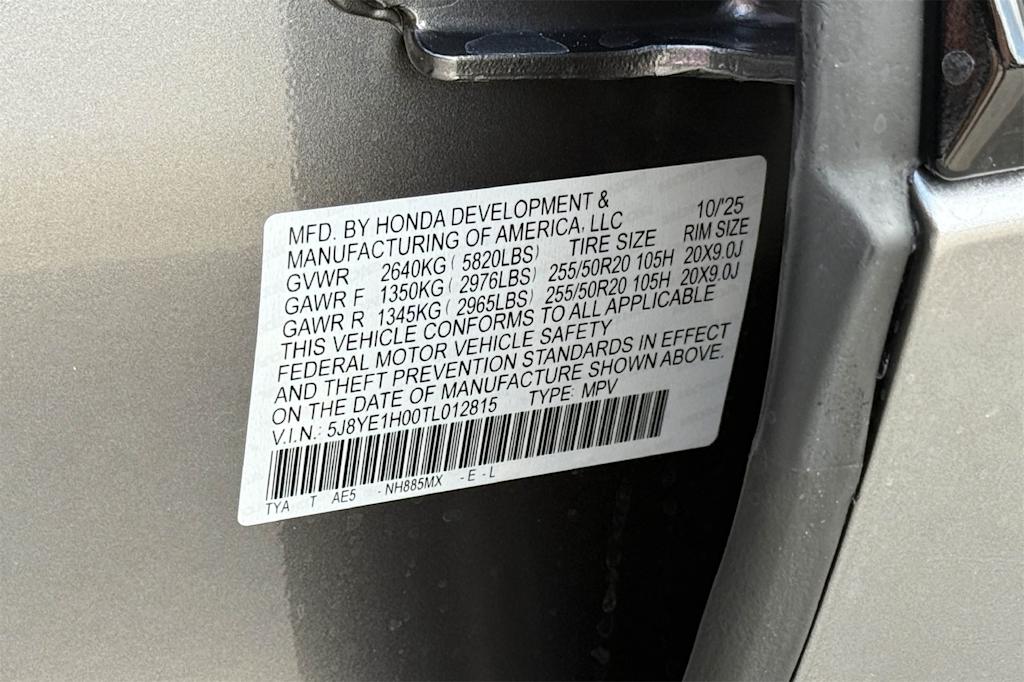 MFD. BY HONDA DEVELOPMENT & 10/'25
MANUFACTURING OF AMERICA, LLC
GVWR 2640KG ( 5820LBS) TIRE SIZE RIM SIZE
GAWR F 1350KG ( 2976LBS) 255/50R20 105H 20X9.0J
GAWR R 1345KG ( 2965LBS) 255/50R20 105H 20X9.0J
THIS VEHICLE CONFORMS TO ALL APPLICABLE
FEDERAL MOTOR VEHICLE SAFETY
AND THEFT PREVENTION STANDARDS IN EFFECT
ON THE DATE OF MANUFACTURE SHOWN ABOVE.
V.I.N.: 5J8YE1H00TL012815 TYPE: MPV
TYA T AE5 -NH885MX -E-L